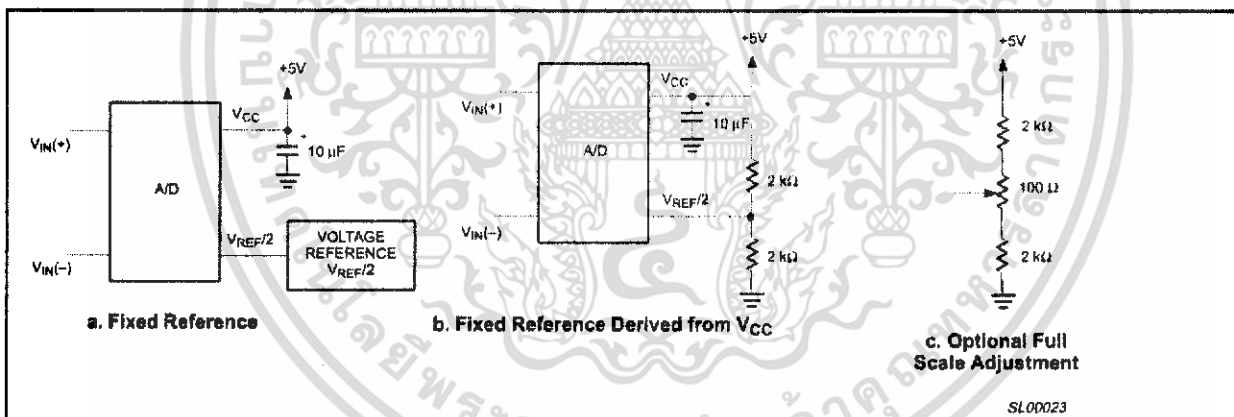 +5V
VCC
VIN(+)
10 µF
A/D
VREF/2
VIN(–)
VOLTAGE
REFERENCE
VREF/2
a. Fixed Reference
+5V
VCC
VIN(+)
10 µF
A/D
2 kΩ
VREF/2
VIN(–)
2 kΩ
b. Fixed Reference Derived from VCC
+5V
2 kΩ
100 Ω
2 kΩ
c. Optional Full
Scale Adjustment
SL00023